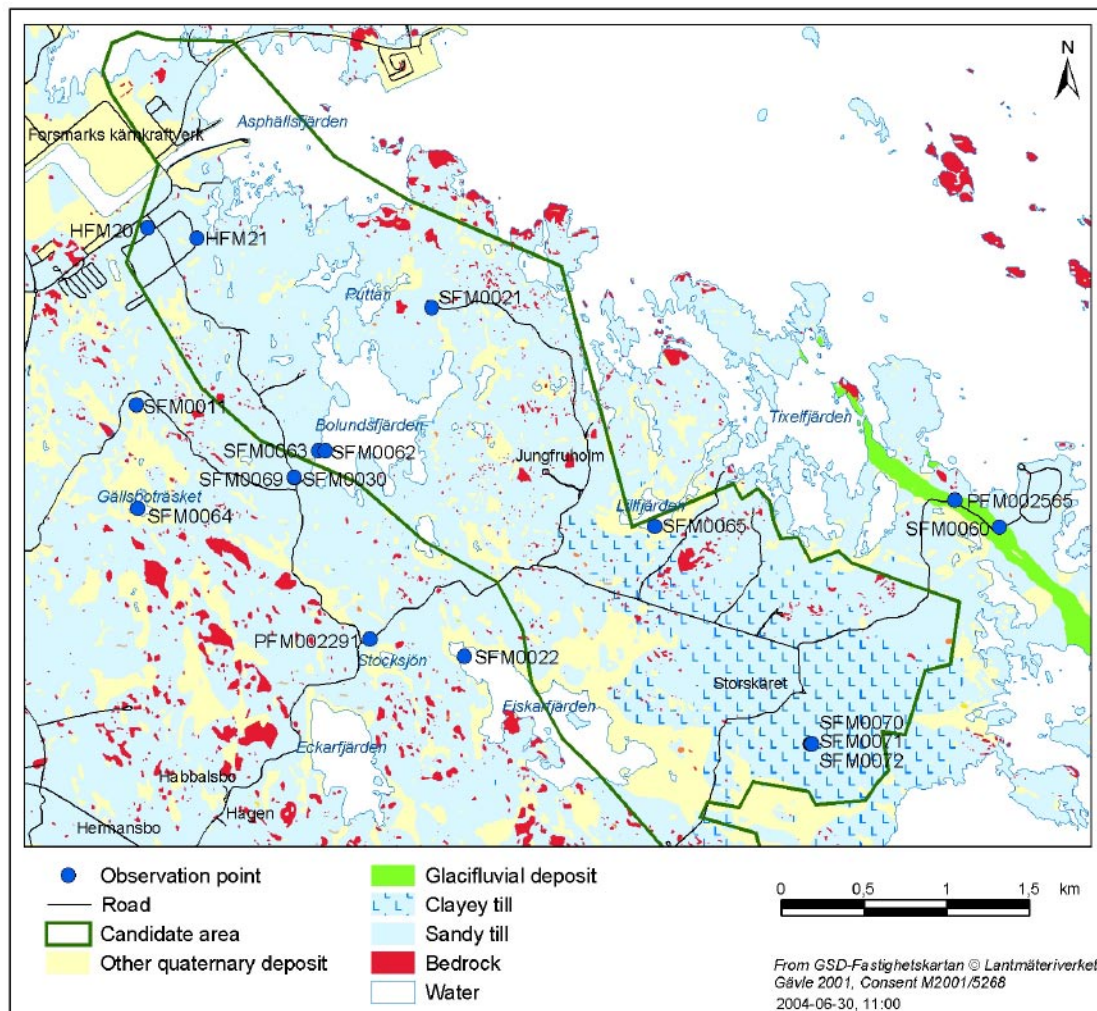 N
Asphällsfjärden
Forsmarks kärnkraftverk
HFM20
HFM21
Puttan
SFM0021
SFM0011
Bolundsfjärden
SFM0063
SFM0062
Tixelfjärden
Jungfruholm
SFM0069
SFM0030
Gällsboträsket
SFM0064
Lillfjärden
SFM0065
PFM002565
SFM0060
PFM002291
Stocksjön
SFM0022
Storskäret
Fiskarfjärden
SFM0070
SFM0071
SFM0072
Eckarfjärden
Habbalsbo
Hagen
Hermansbo
Observation point
Road
Candidate area
Other quaternary deposit
Glacifluvial deposit
Clayey till
Sandy till
Bedrock
Water
0 0,5 1 1,5 km
From GSD-Fastighetskartan © Lantmäteriverket
Gävle 2001, Consent M2001/5268
2004-06-30, 11:00